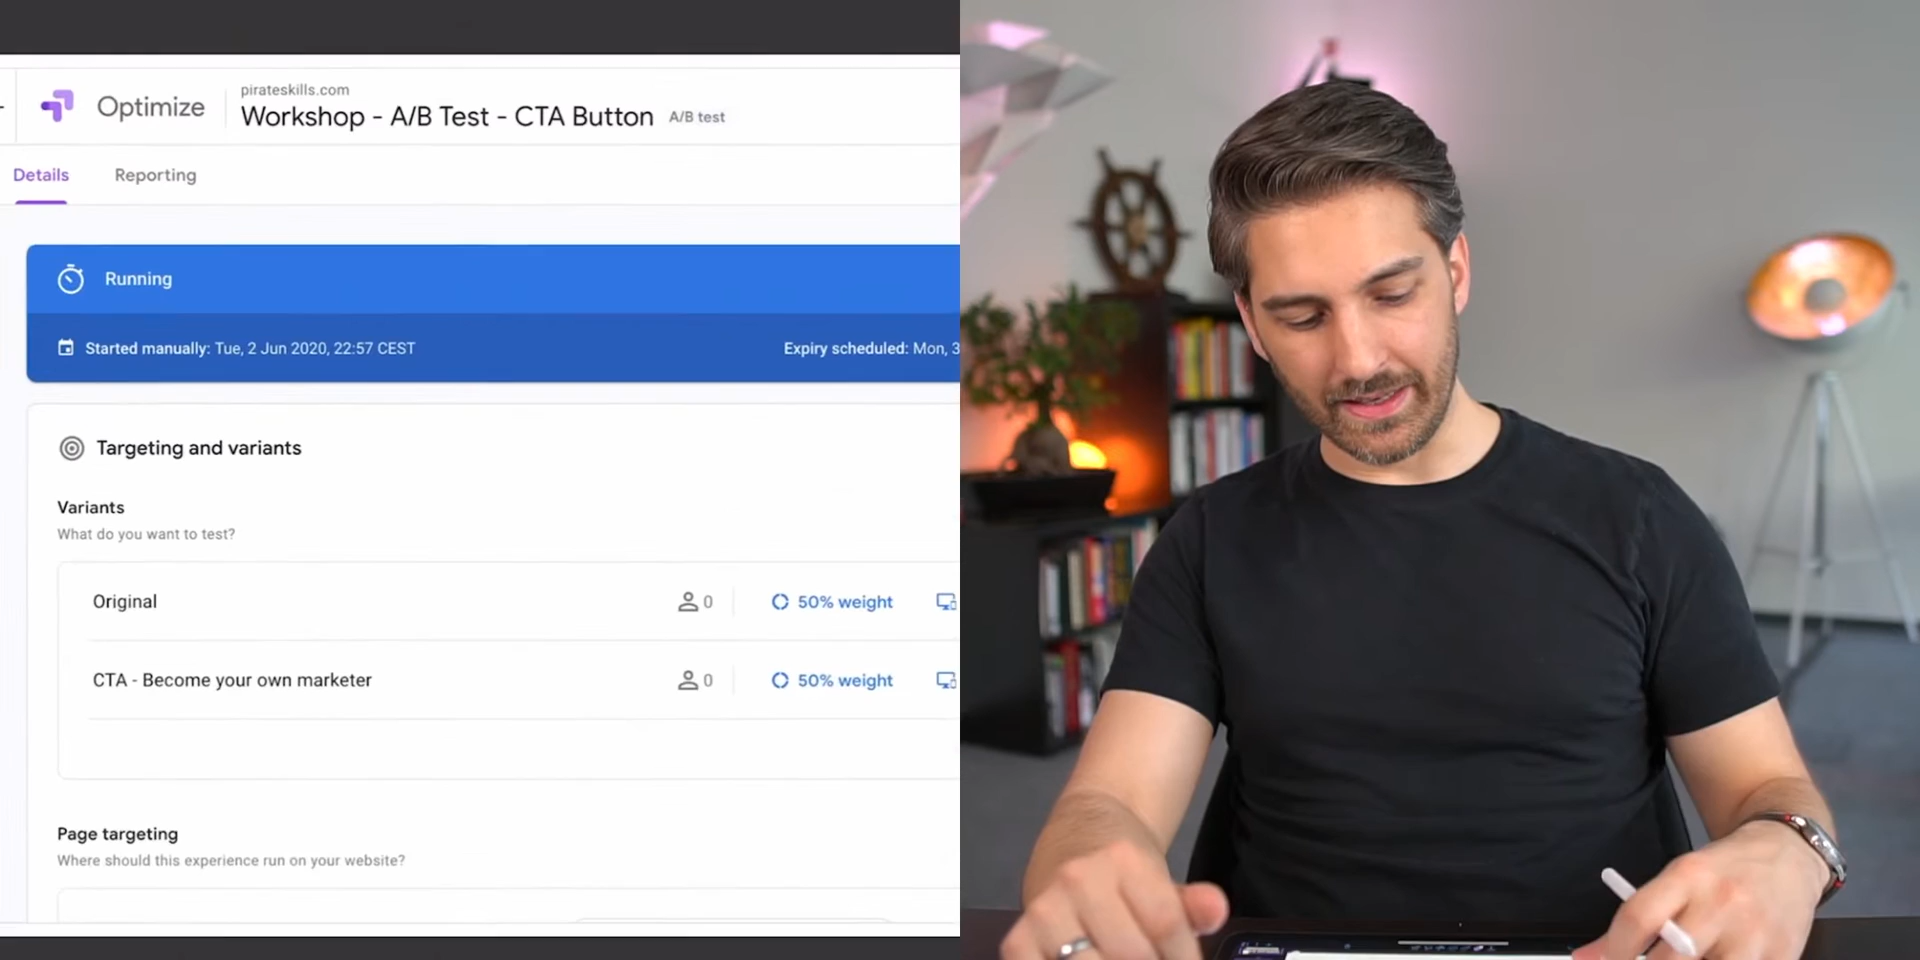 pirateskills.com
Optimize
Workshop - A/B Test - CTA Button A/B test
Details Reporting
Running
Started manually: Tue, 2 Jun 2020, 22:57 CEST Expiry scheduled: Mon, 3
Targeting and variants
Variants
What do you want to test?
Original 0 50% weight
CTA - Become your own marketer 0 50% weight
Page targeting
Where should this experience run on your website?